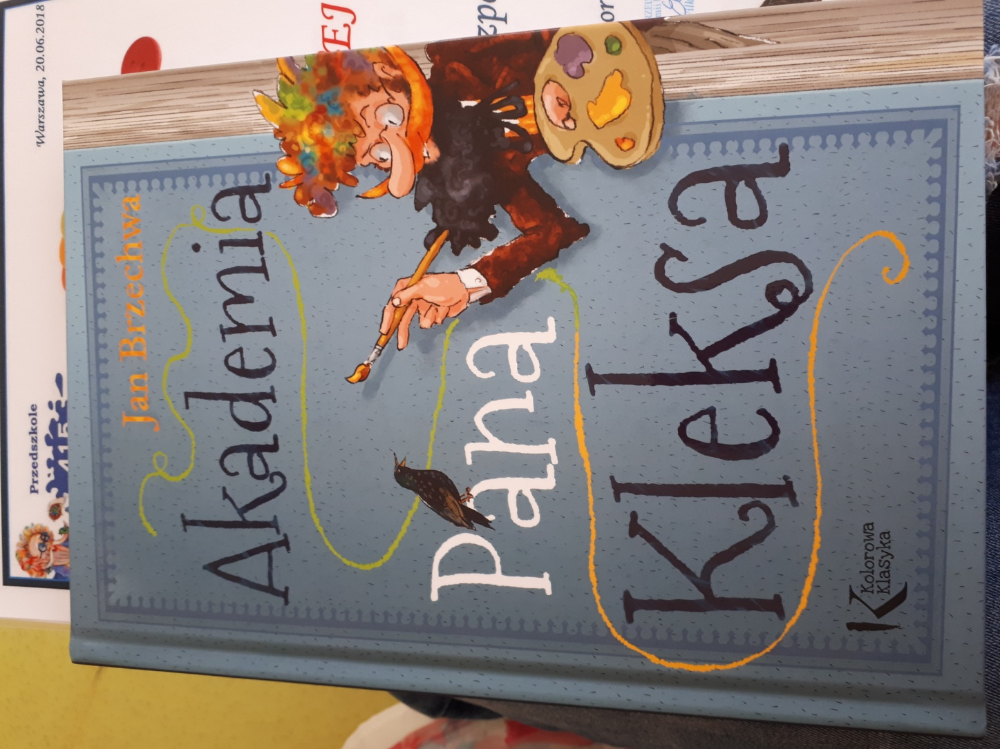 Jan Brzechwa
Akademia
Pana
Kleksa
Kolorowa
Klasyka
Przedszkole
Warszawa, 20.06.2018